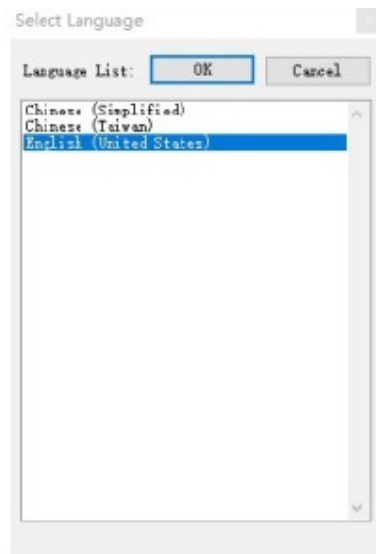 Select Language
Language List: OK Cancel
Chinese (Simplified)
Chinese (Taiwan)
English (United States)